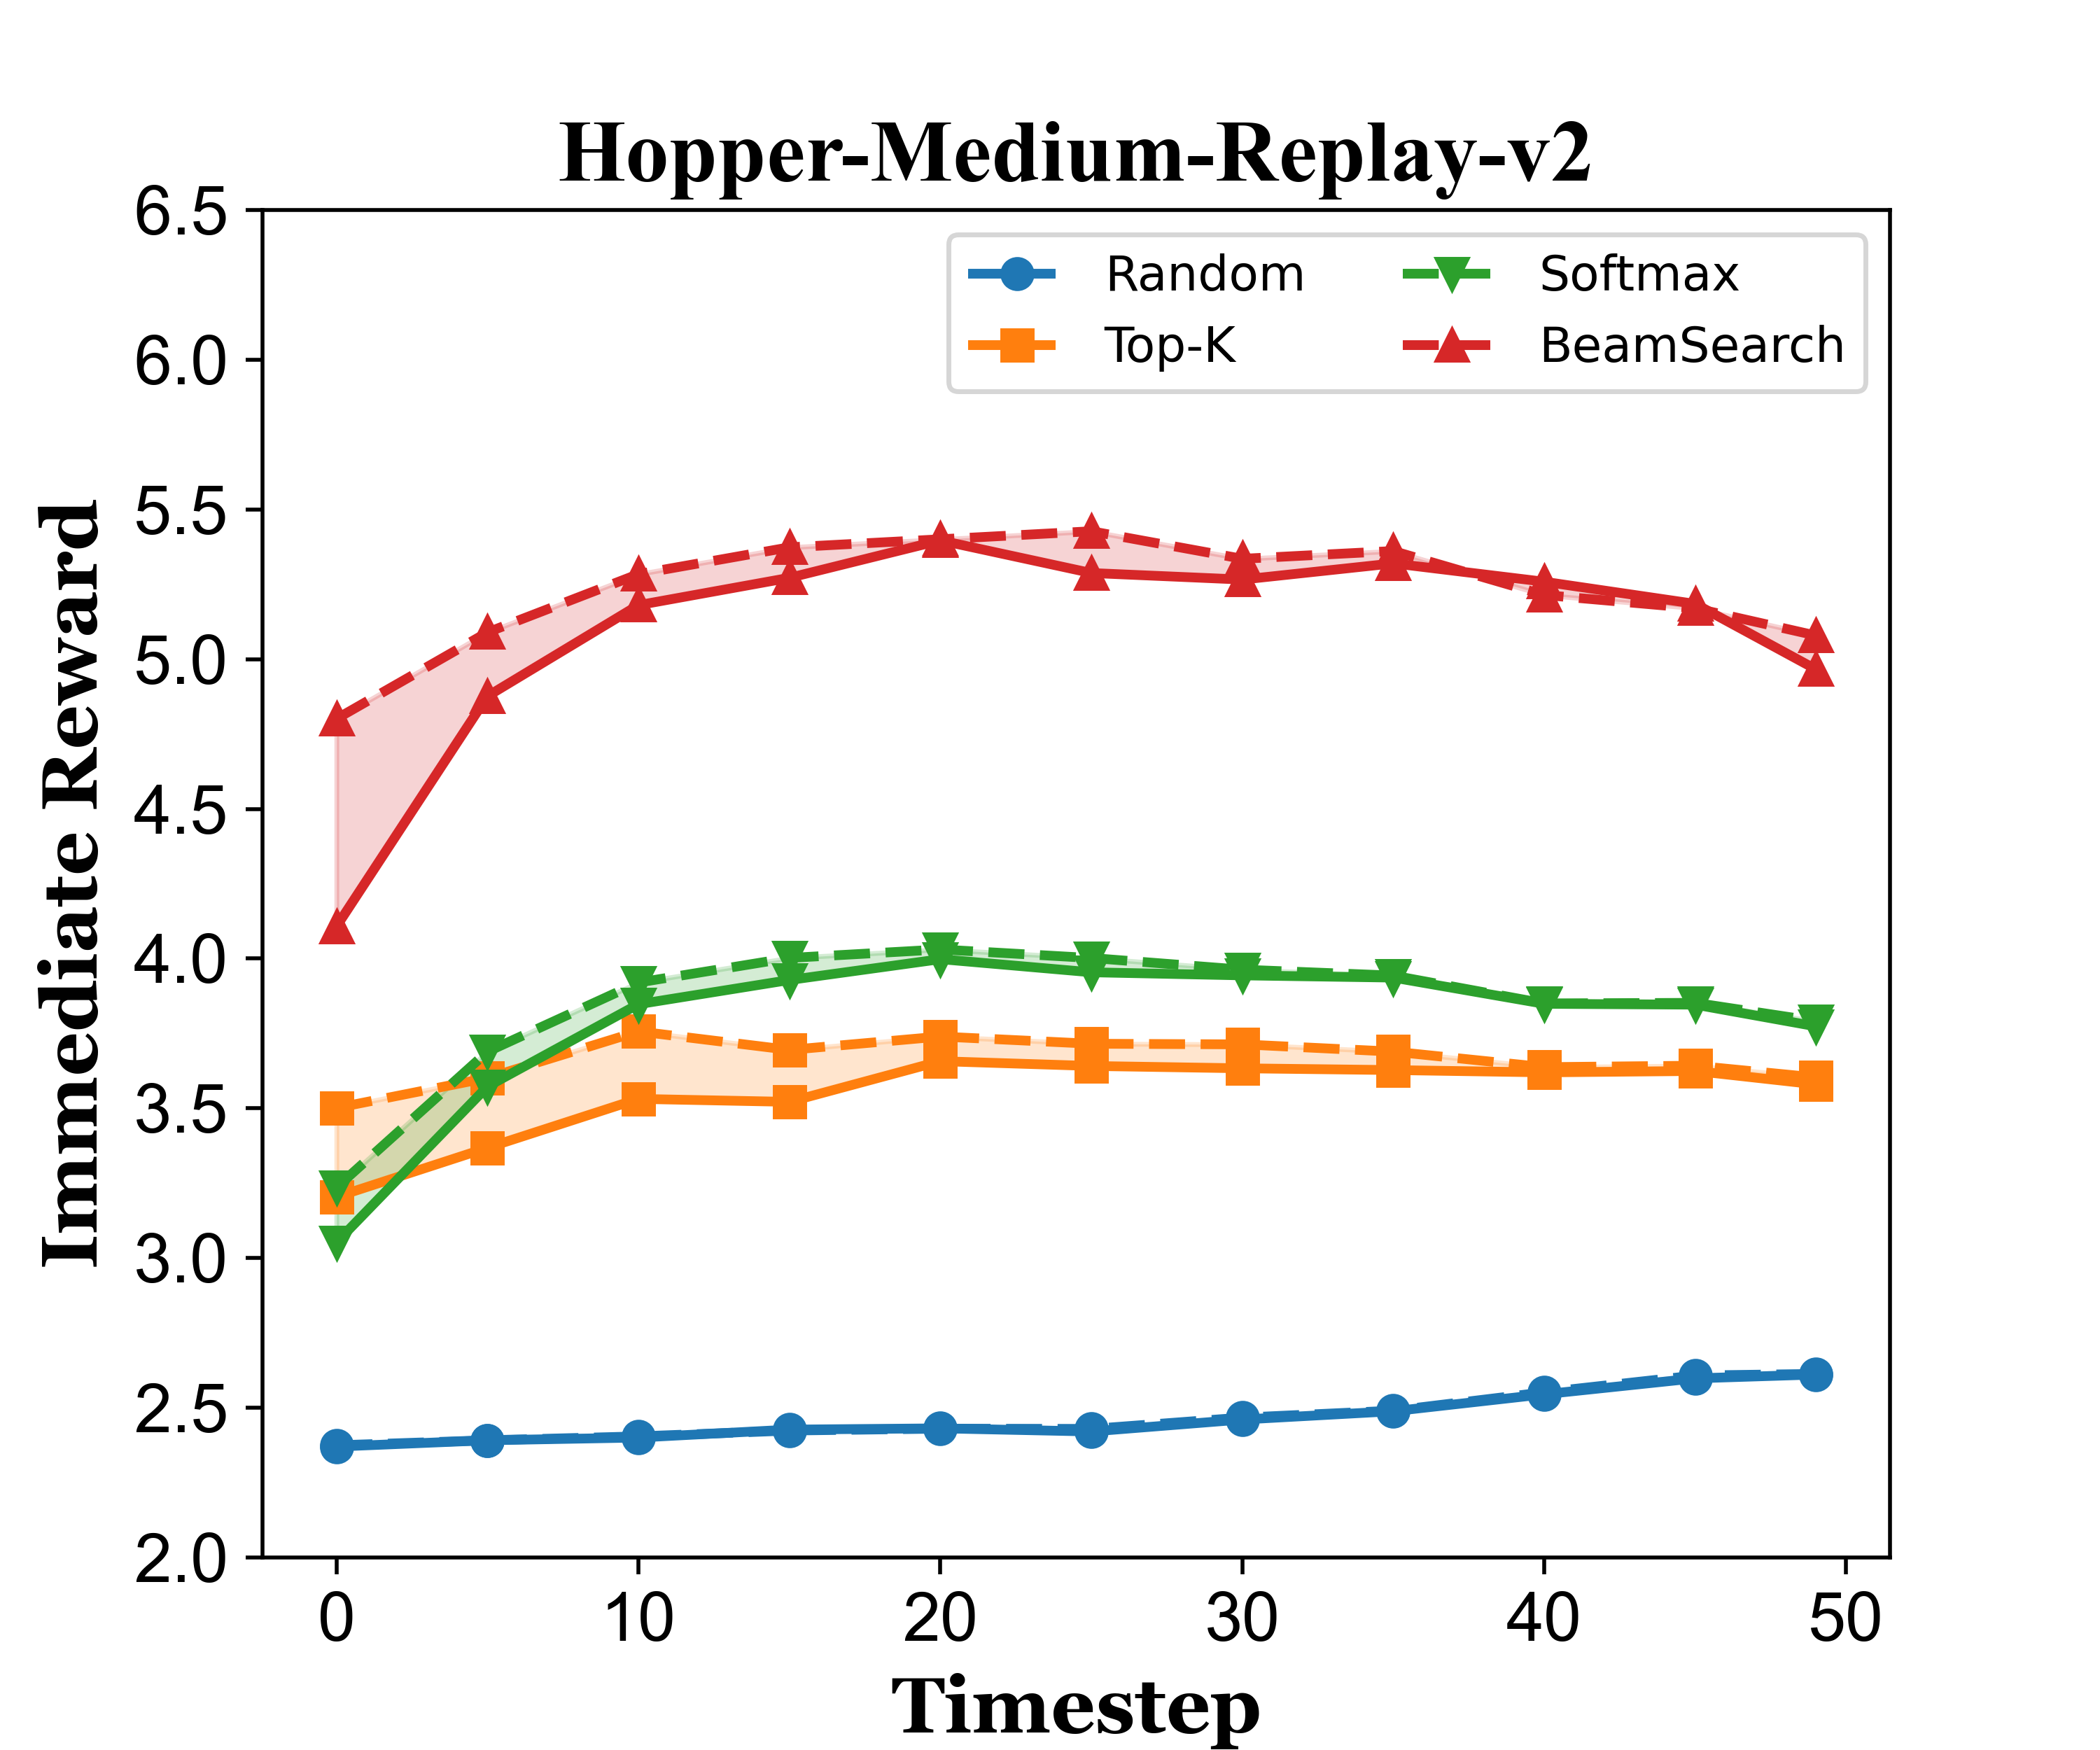 Hopper-Medium-Replay-v2
6.5
6.0
5.5
5.0
4.5
4.0
3.5
3.0
2.5
2.0
Immediate Reward
Random
Top-K
Softmax
BeamSearch
0 10 20 30 40 50
Timestep